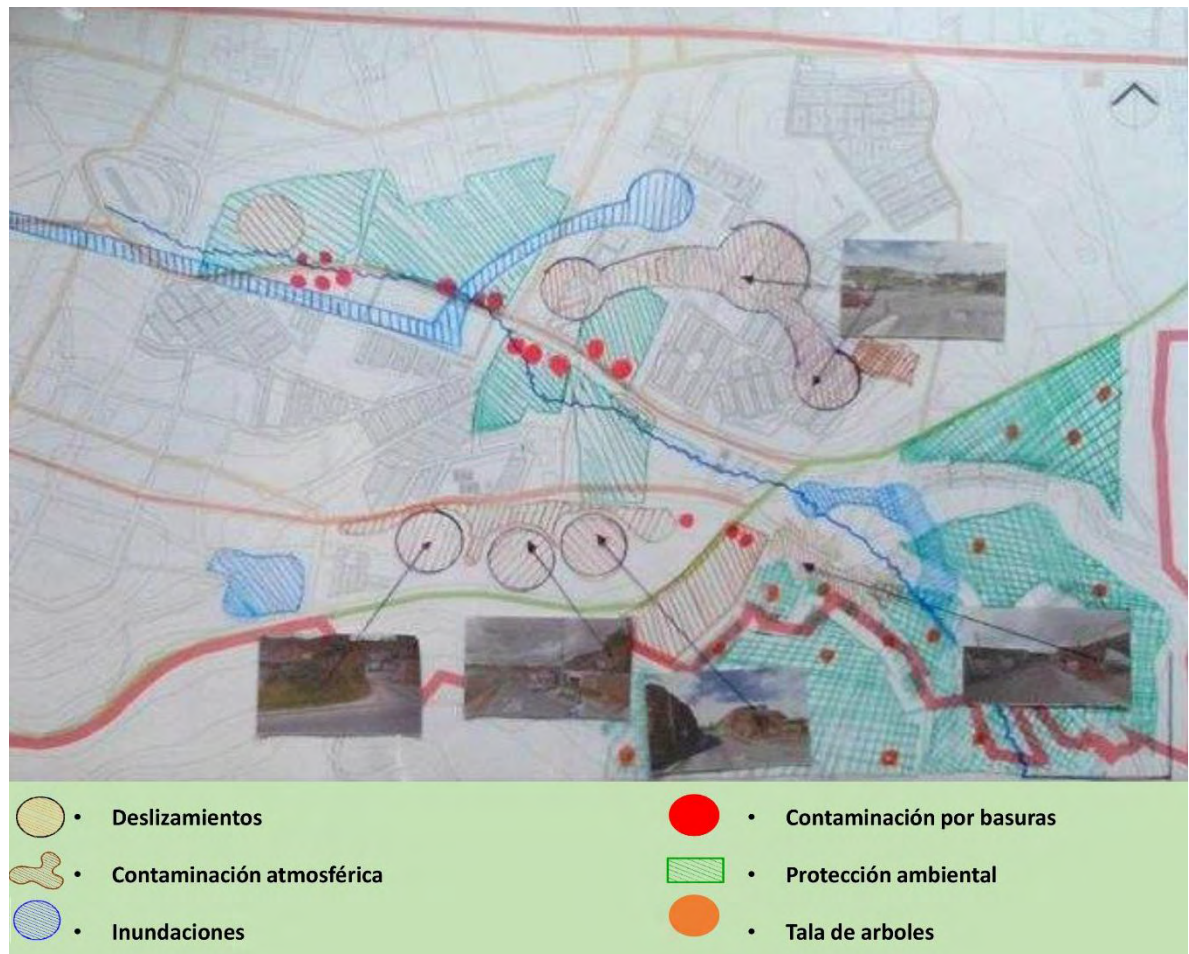 Deslizamientos
Contaminación atmosférica
Inundaciones
Contaminación por basuras
Protección ambiental
Tala de arboles